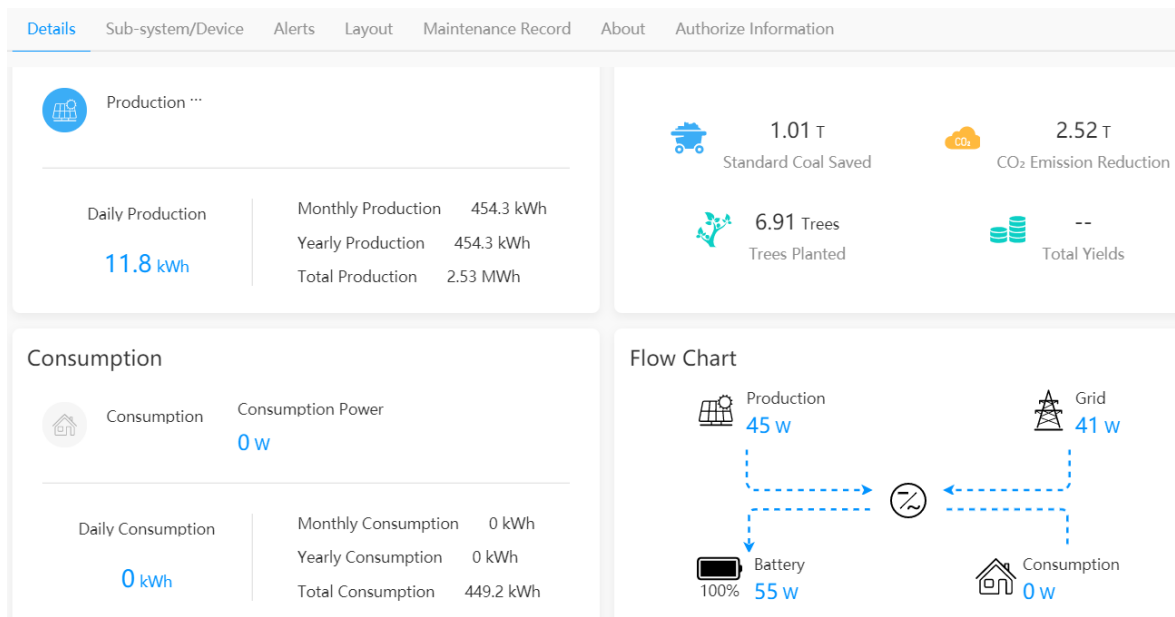 Details Sub-system/Device Alerts Layout Maintenance Record About Authorize Information
Production ...
Daily Production
11.8 kWh
Monthly Production 454.3 kWh
Yearly Production 454.3 kWh
Total Production 2.53 MWh
1.01 T
Standard Coal Saved
CO₂
2.52 T
CO₂ Emission Reduction
6.91 Trees
Trees Planted
--
Total Yields
Consumption
Consumption
Consumption Power
0 W
Daily Consumption
0 kWh
Monthly Consumption 0 kWh
Yearly Consumption 0 kWh
Total Consumption 449.2 kWh
Flow Chart
Production
45 W
Grid
41 W
100%
Battery
55 W
Consumption
0 W